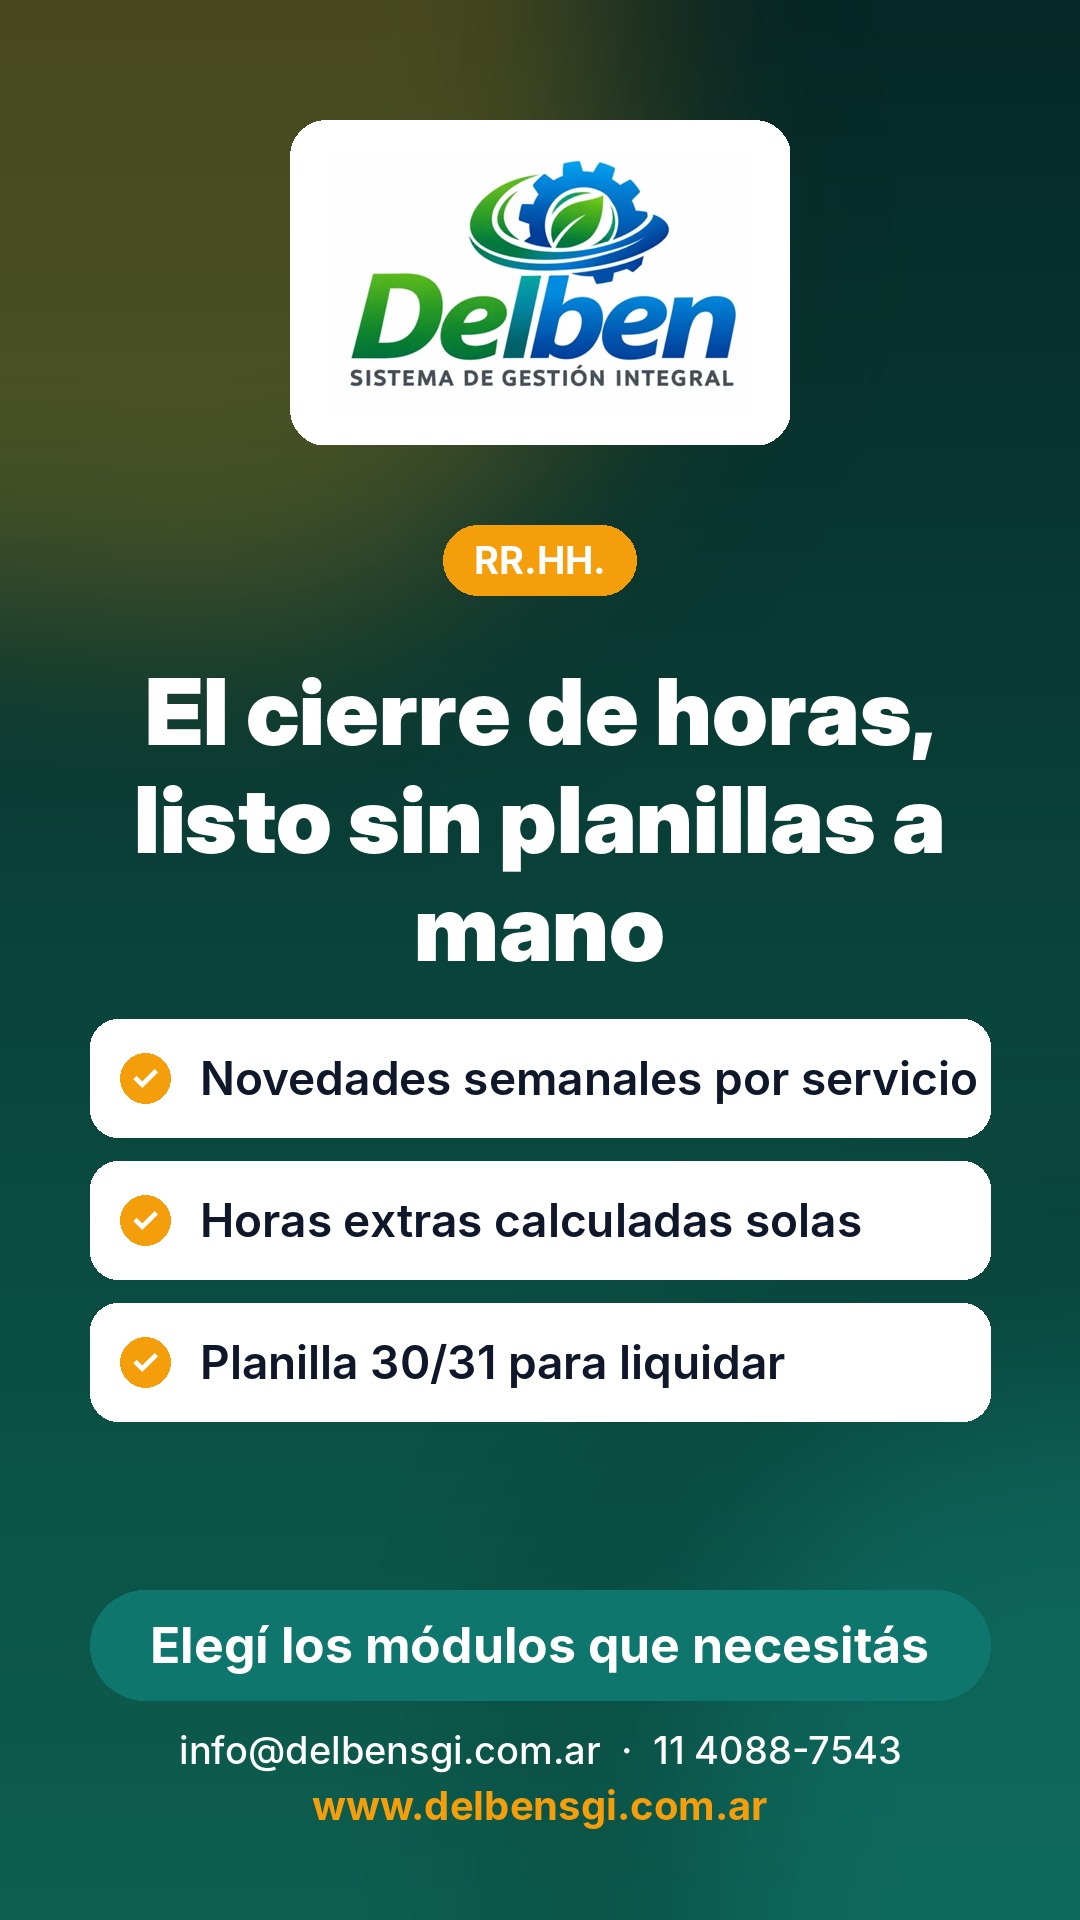 Delben
SISTEMA DE GESTIÓN INTEGRAL
RR.HH.
El cierre de horas,
listo sin planillas a
mano
Novedades semanales por servicio
Horas extras calculadas solas
Planilla 30/31 para liquidar
Elegí los módulos que necesitás
info@delbensgi.com.ar · 11 4088-7543
www.delbensgi.com.ar